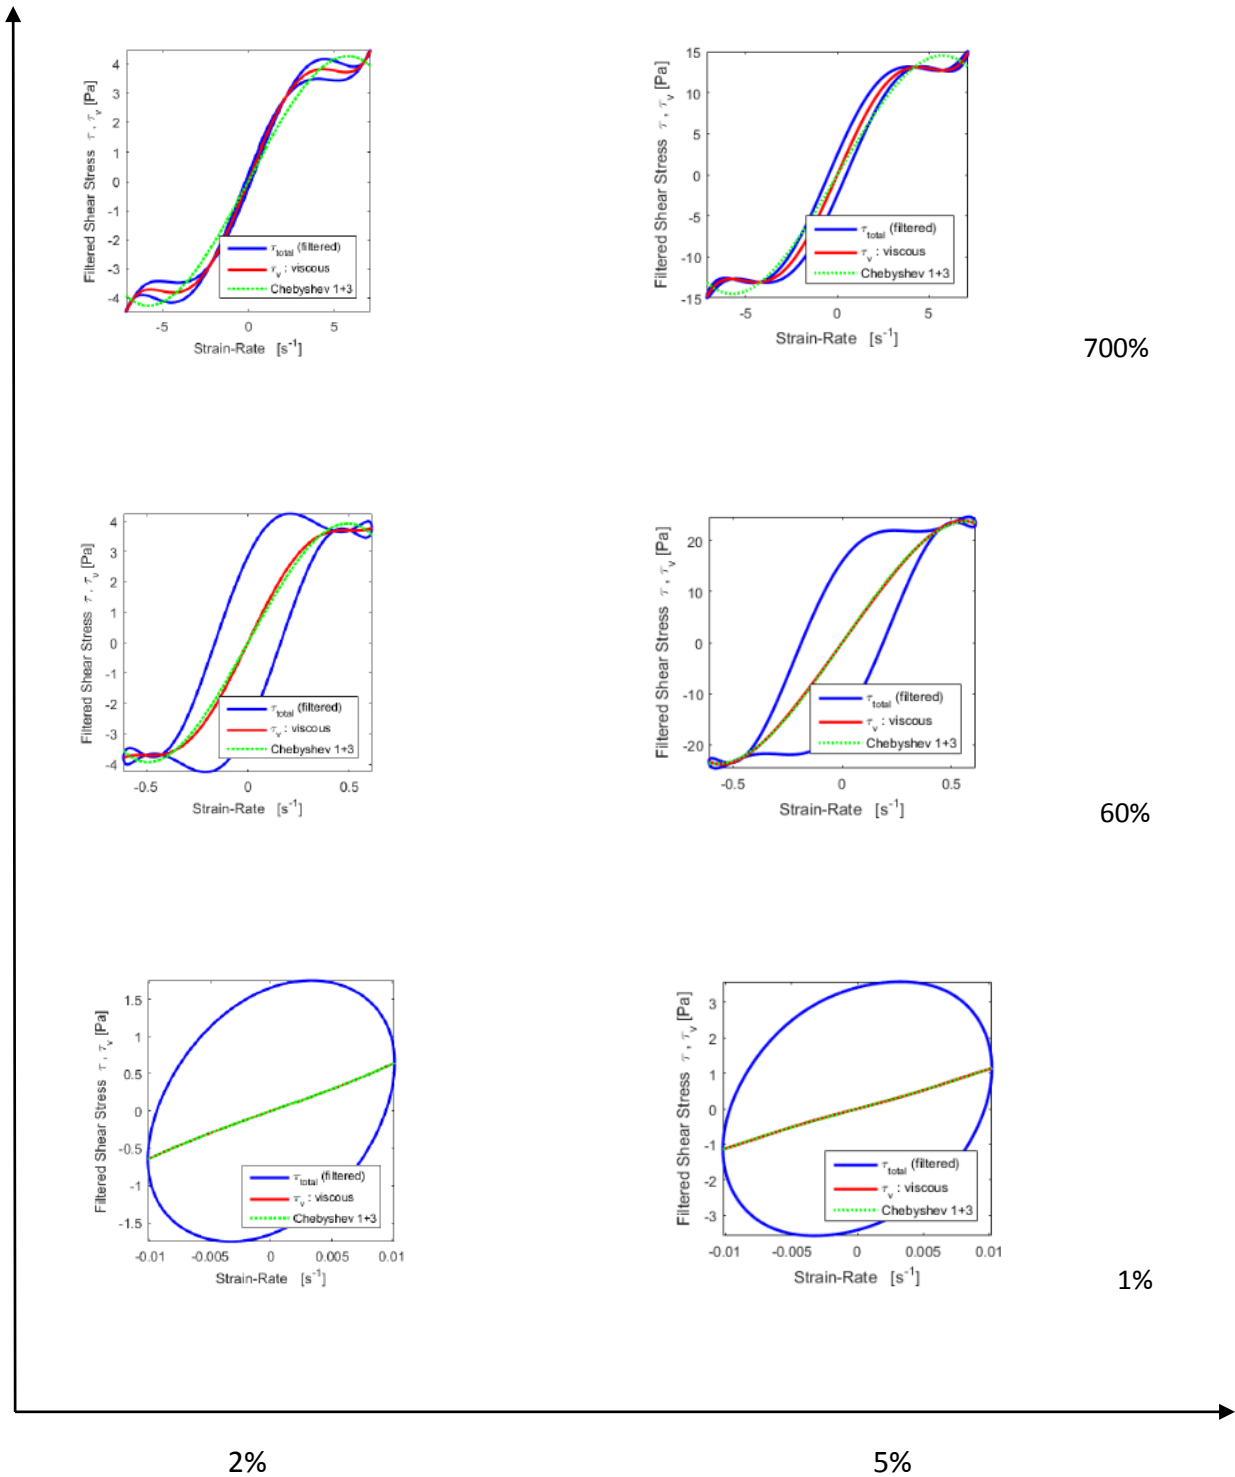 Filtered Shear Stress τ, τv [Pa]
4
3
2
1
0
-1
-2
-3
-4
τtotal (filtered)
τv : viscous
Chebyshev 1+3
-5 0 5
Strain-Rate [s-1]
Filtered Shear Stress τ, τv [Pa]
15
10
5
0
-5
-10
-15
τtotal (filtered)
τv : viscous
Chebyshev 1+3
-5 0 5
Strain-Rate [s-1]
700%
Filtered Shear Stress τ, τv [Pa]
4
3
2
1
0
-1
-2
-3
-4
τtotal (filtered)
τv : viscous
Chebyshev 1+3
-0.5 0 0.5
Strain-Rate [s-1]
Filtered Shear Stress τ, τv [Pa]
20
10
0
-10
-20
τtotal (filtered)
τv : viscous
Chebyshev 1+3
-0.5 0 0.5
Strain-Rate [s-1]
60%
Filtered Shear Stress τ, τv [Pa]
1.5
1
0.5
0
-0.5
-1
-1.5
τtotal (filtered)
τv : viscous
Chebyshev 1+3
-0.01 -0.005 0 0.005 0.01
Strain-Rate [s-1]
Filtered Shear Stress τ, τv [Pa]
3
2
1
0
-1
-2
-3
τtotal (filtered)
τv : viscous
Chebyshev 1+3
-0.01 -0.005 0 0.005 0.01
Strain-Rate [s-1]
1%
2% 5%